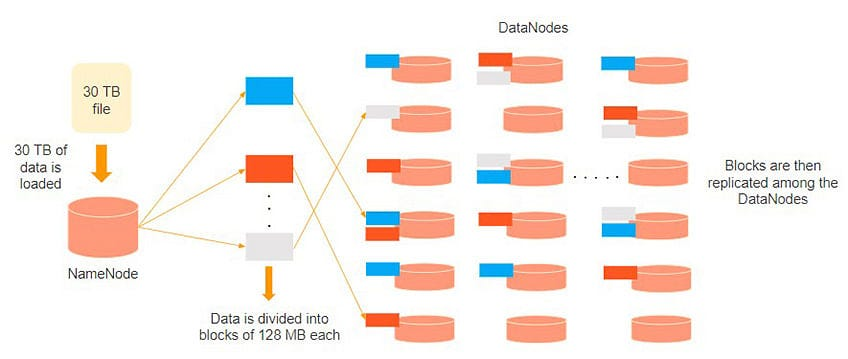 DataNodes
30 TB
file
30 TB of
data is
loaded
NameNode
Data is divided into
blocks of 128 MB each
Blocks are then
replicated among the
DataNodes